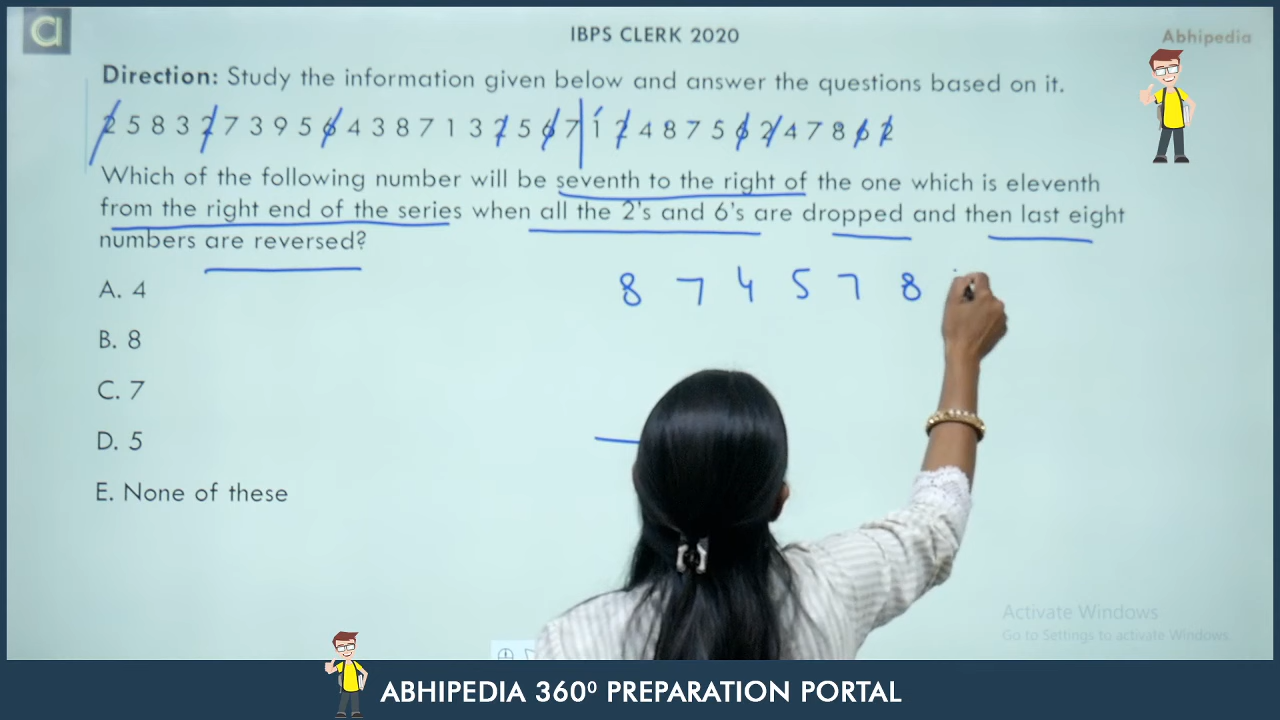 a
IBPS CLERK 2020
Abhipedia
Direction: Study the information given below and answer the questions based on it.
2 5 8 3 2 7 3 9 5 6 4 3 8 7 1 3 2 5 6 7 1 2 4 8 7 5 6 2 4 7 8 6 2
Which of the following number will be seventh to the right of the one which is eleventh
from the right end of the series when all the 2's and 6's are dropped and then last eight
numbers are reversed?
A. 4
B. 8
C. 7
D. 5
E. None of these
8 7 4 5 7 8
Activate Windows
Go to Settings to activate Windows.
ABHIPEDIA 360⁰ PREPARATION PORTAL